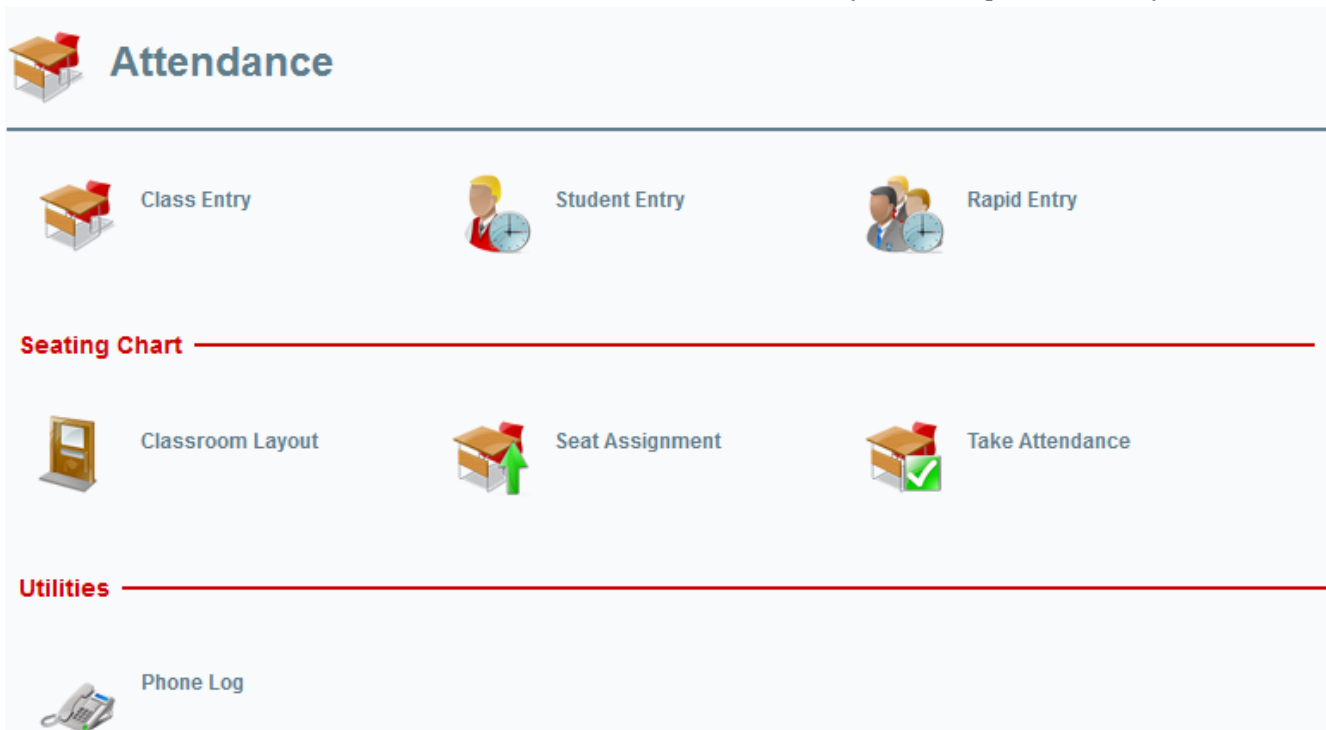 Attendance
Class Entry
Student Entry
Rapid Entry
Seating Chart
Classroom Layout
Seat Assignment
Take Attendance
Utilities
Phone Log